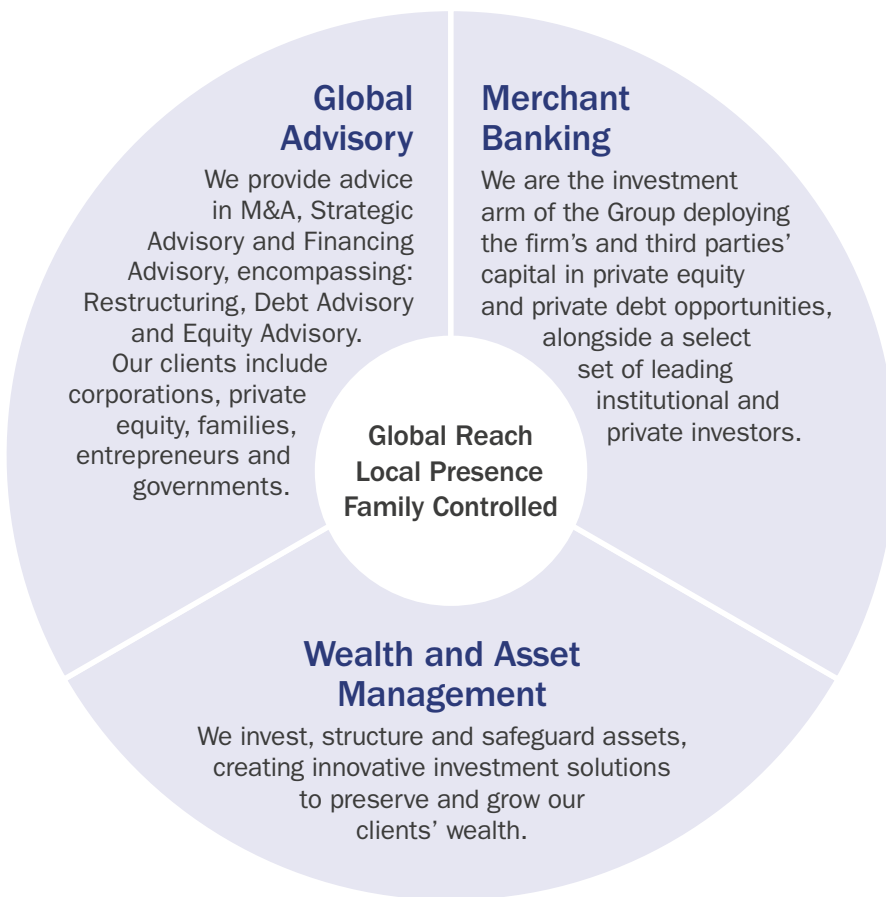 Global
Advisory
We provide advice
in M&A, Strategic
Advisory and Financing
Advisory, encompassing:
Restructuring, Debt Advisory
and Equity Advisory.
Our clients include
corporations, private
equity, families,
entrepreneurs and
governments.
Merchant
Banking
We are the investment
arm of the Group deploying
the firm’s and third parties’
capital in private equity
and private debt opportunities,
alongside a select
set of leading
institutional and
private investors.
Global Reach
Local Presence
Family Controlled
Wealth and Asset
Management
We invest, structure and safeguard assets,
creating innovative investment solutions
to preserve and grow our
clients’ wealth.